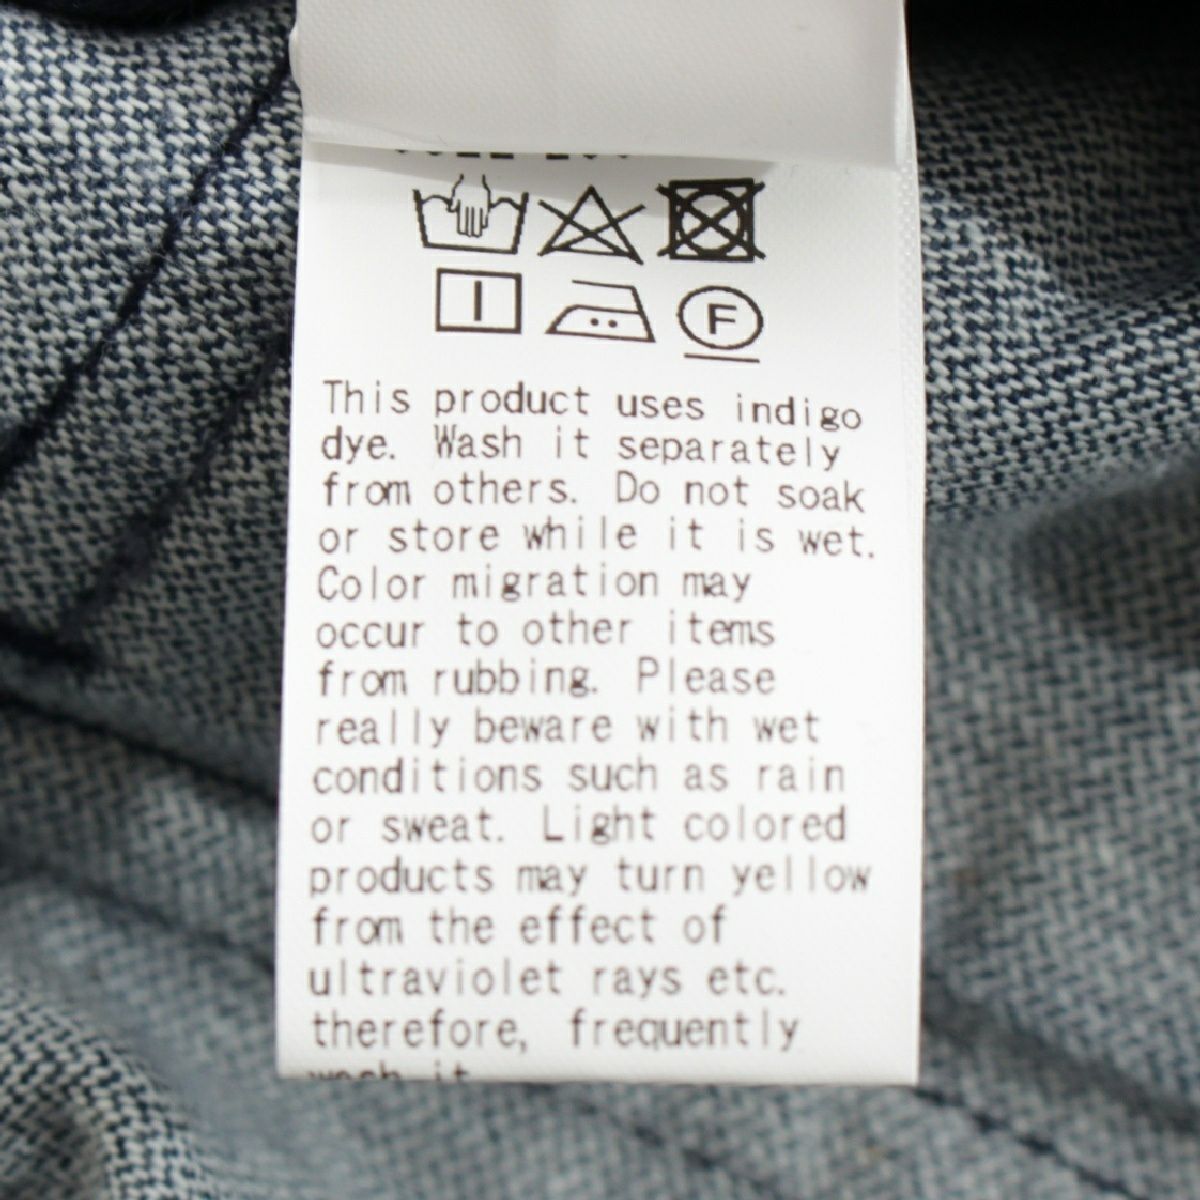 F
This product uses indigo
dye. Wash it separately
from others. Do not soak
or store while it is wet.
Color migration may
occur to other items
from rubbing. Please
really beware with wet
conditions such as rain
or sweat. Light colored
products may turn yellow
from the effect of
ultraviolet rays etc.
therefore, frequently
wash it